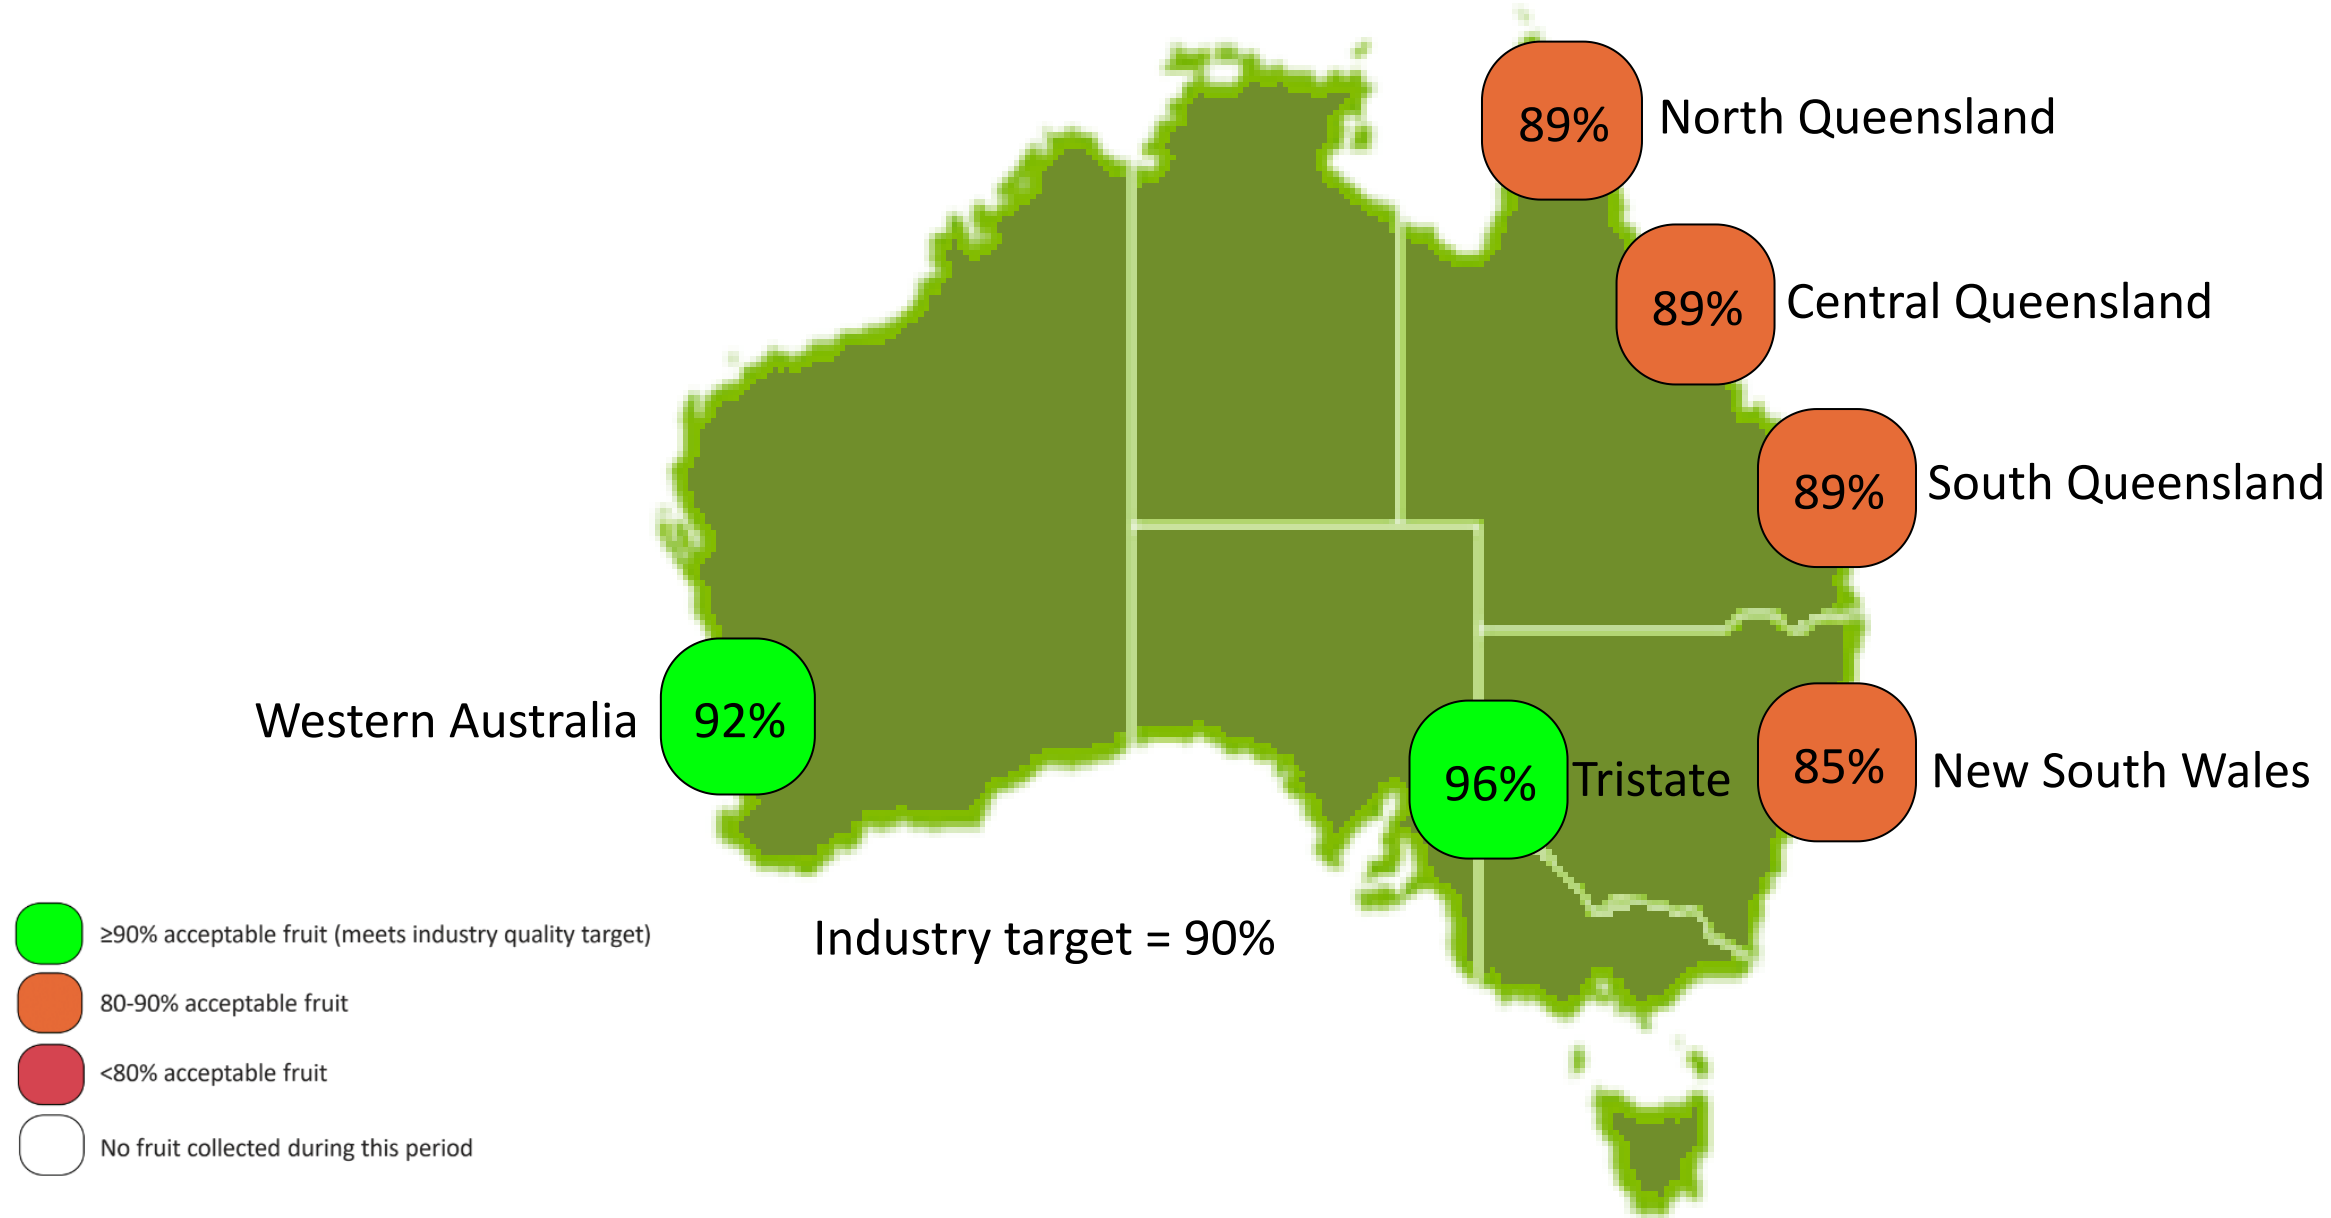 89% North Queensland
89% Central Queensland
89% South Queensland
Western Australia 92%
96% Tristate
85% New South Wales
≥90% acceptable fruit (meets industry quality target)
Industry target = 90%
80-90% acceptable fruit
<80% acceptable fruit
No fruit collected during this period